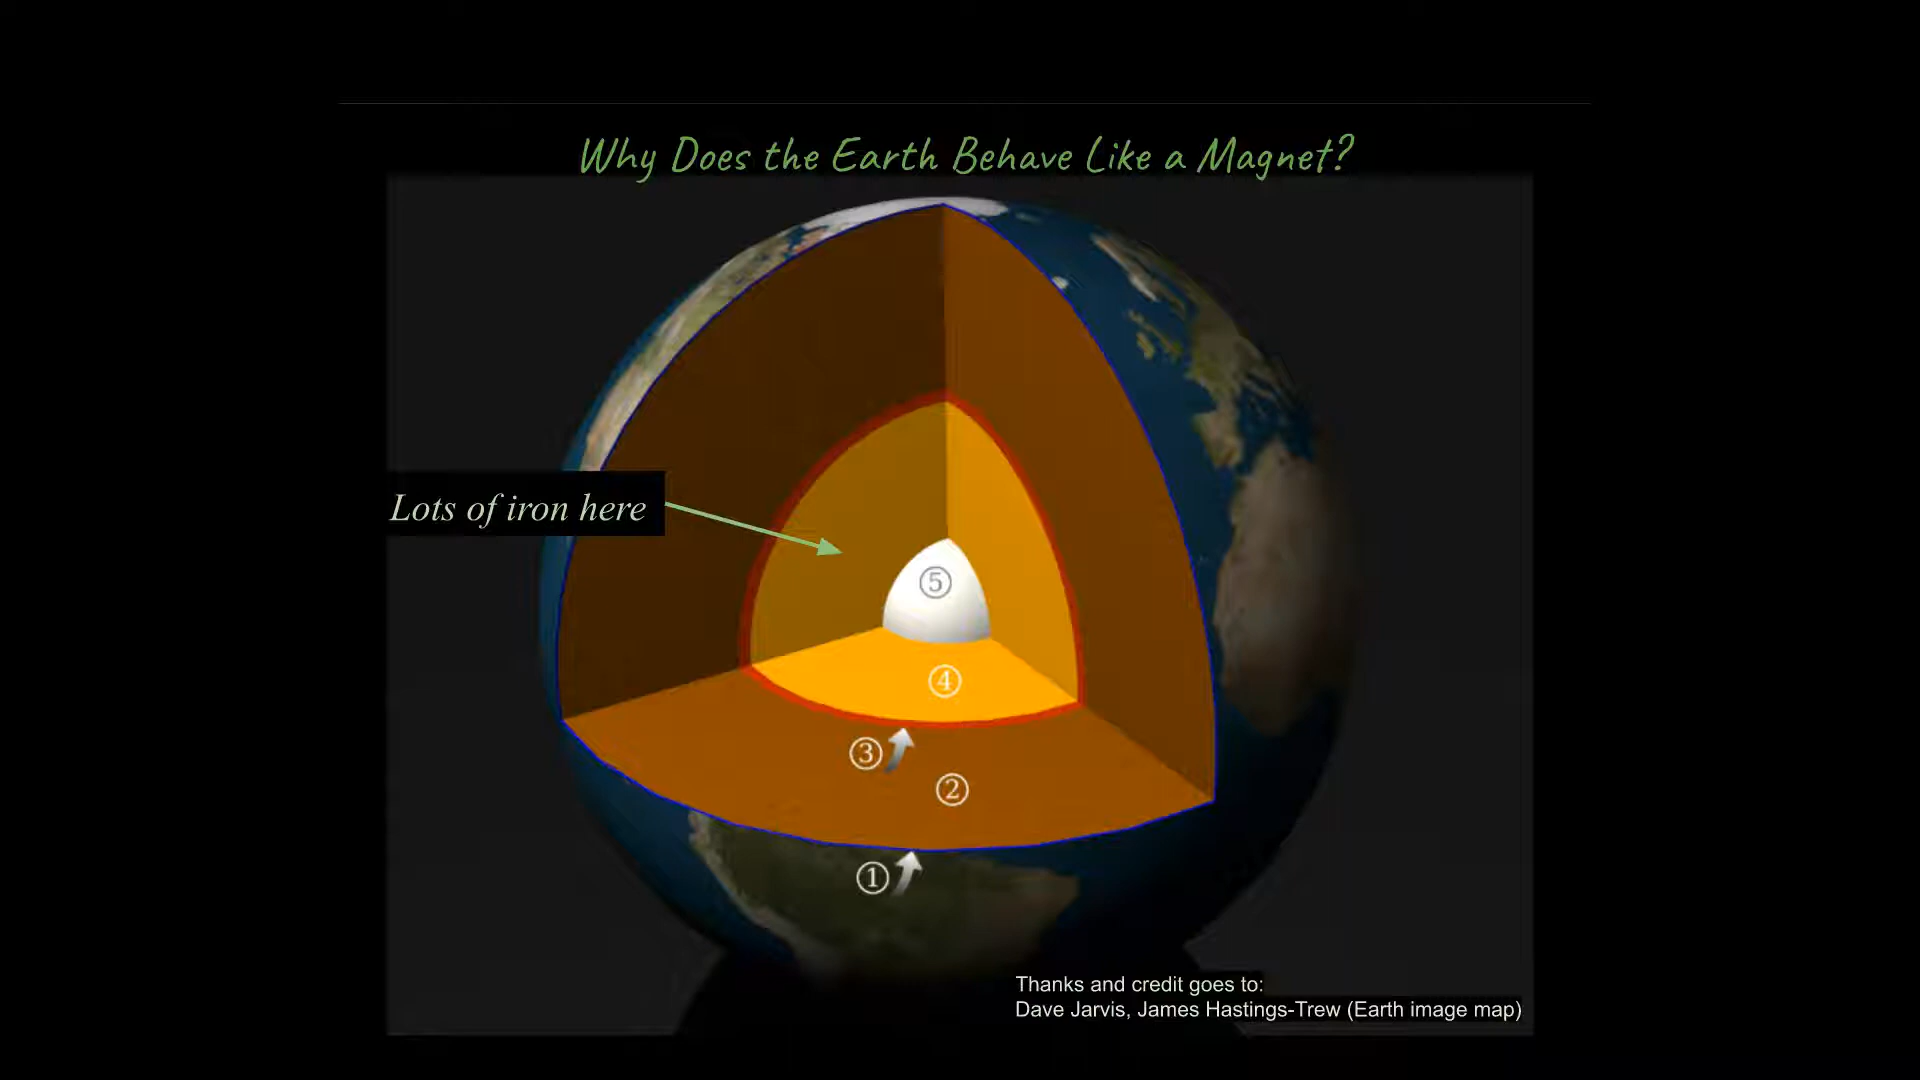 Why Does the Earth Behave Like a Magnet?
Lots of iron here
⑤
④
③
②
①
Thanks and credit goes to:
Dave Jarvis, James Hastings-Trew (Earth image map)